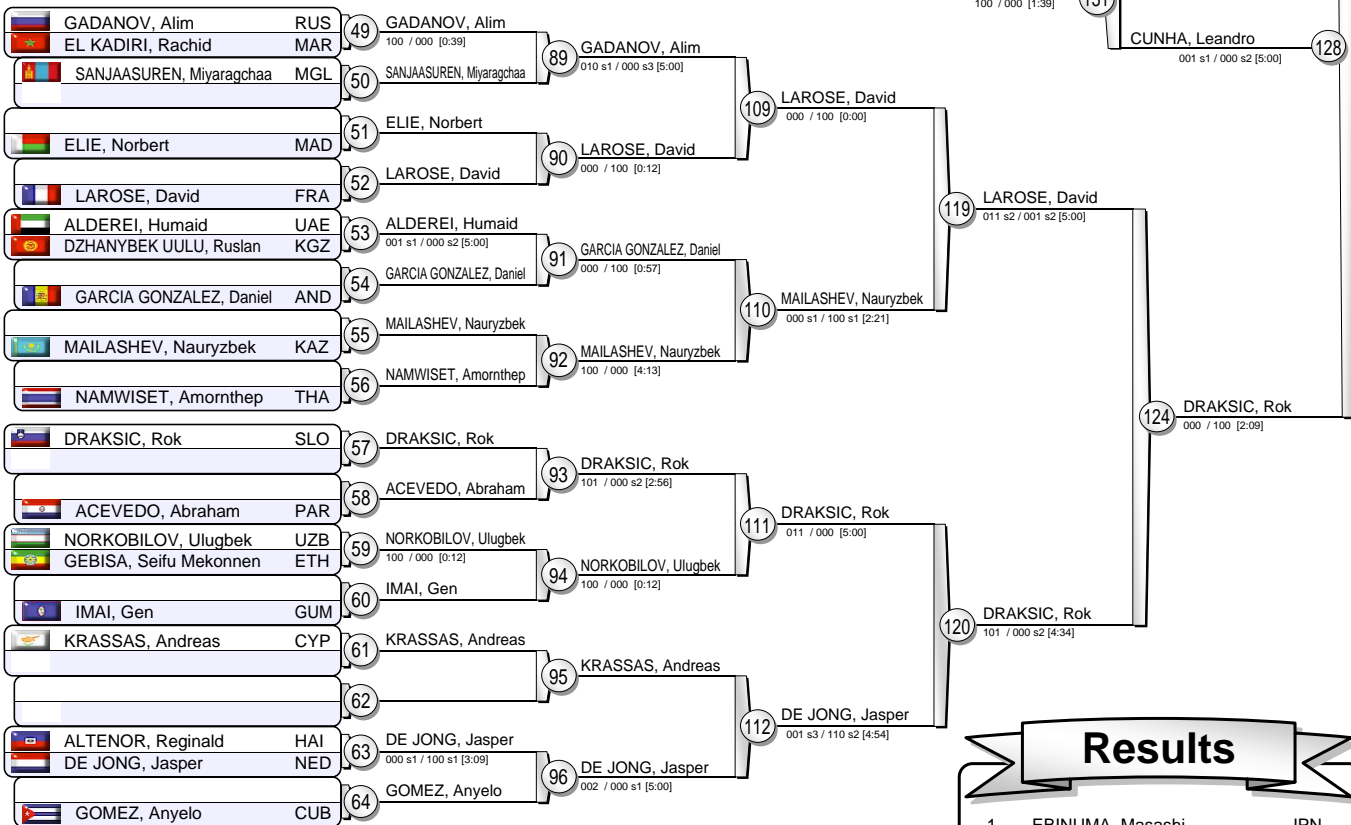 100 / 000 [1:39]
131
CUNHA, Leandro
001 s1 / 000 s2 [5:00]
128
GADANOV, Alim RUS
EL KADIRI, Rachid MAR
49
GADANOV, Alim
100 / 000 [0:39]
SANJAASUREN, Miyaragchaa MGL
50
SANJAASUREN, Miyaragchaa
89
GADANOV, Alim
010 s1 / 000 s3 [5:00]
51
ELIE, Norbert
ELIE, Norbert MAD
52
LAROSE, David
LAROSE, David FRA
90
LAROSE, David
000 / 100 [0:12]
109
LAROSE, David
000 / 100 [0:00]
ALDEREI, Humaid UAE
DZHANYBEK UULU, Ruslan KGZ
53
ALDEREI, Humaid
001 s1 / 000 s2 [5:00]
54
GARCIA GONZALEZ, Daniel
GARCIA GONZALEZ, Daniel AND
91
GARCIA GONZALEZ, Daniel
000 / 100 [0:57]
55
MAILASHEV, Nauryzbek
MAILASHEV, Nauryzbek KAZ
56
NAMWISET, Amornthep
NAMWISET, Amornthep THA
92
MAILASHEV, Nauryzbek
100 / 000 [4:13]
110
MAILASHEV, Nauryzbek
000 s1 / 100 s1 [2:21]
119
LAROSE, David
011 s2 / 001 s2 [5:00]
DRAKSIC, Rok SLO
57
DRAKSIC, Rok
58
ACEVEDO, Abraham
ACEVEDO, Abraham PAR
93
DRAKSIC, Rok
101 / 000 s2 [2:56]
NORKOBILOV, Ulugbek UZB
GEBISA, Seifu Mekonnen ETH
59
NORKOBILOV, Ulugbek
100 / 000 [0:12]
60
IMAI, Gen
IMAI, Gen GUM
94
NORKOBILOV, Ulugbek
100 / 000 [0:12]
111
DRAKSIC, Rok
011 / 000 [5:00]
KRASSAS, Andreas CYP
61
KRASSAS, Andreas
62
95
KRASSAS, Andreas
ALTENOR, Reginald HAI
DE JONG, Jasper NED
63
DE JONG, Jasper
000 s1 / 100 s1 [3:09]
64
GOMEZ, Anyelo
GOMEZ, Anyelo CUB
96
DE JONG, Jasper
002 / 000 s1 [5:00]
112
DE JONG, Jasper
001 s3 / 110 s2 [4:54]
120
DRAKSIC, Rok
101 / 000 s2 [4:34]
124
DRAKSIC, Rok
000 / 100 [2:09]
Results
1 EBINUMA, Masashi JPN